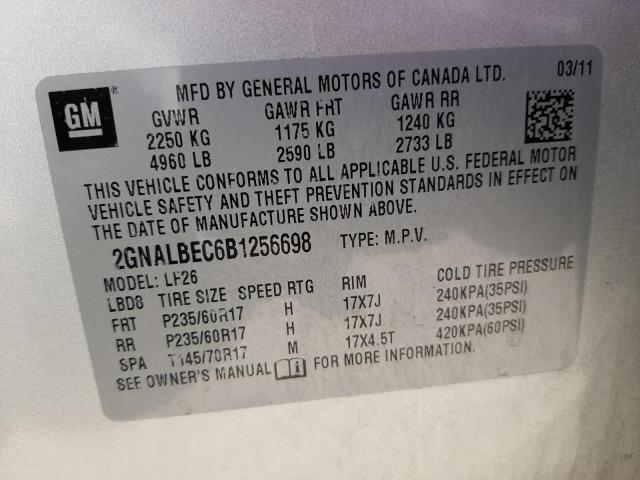 GM ®
MFD BY GENERAL MOTORS OF CANADA LTD. 03/11
GVWR GAWR FRT GAWR RR
2250 KG 1175 KG 1240 KG
4960 LB 2590 LB 2733 LB
THIS VEHICLE CONFORMS TO ALL APPLICABLE U.S. FEDERAL MOTOR
VEHICLE SAFETY AND THEFT PREVENTION STANDARDS IN EFFECT ON
THE DATE OF MANUFACTURE SHOWN ABOVE.
2GNALBEC6B1256698 TYPE: M.P.V.
MODEL: LF26
LBD8 TIRE SIZE SPEED RTG RIM COLD TIRE PRESSURE
FRT P235/60R17 H 17X7J 240KPA(35PSI)
RR P235/60R17 H 17X7J 240KPA(35PSI)
SPA T145/70R17 M 17X4.5T 420KPA(60PSI)
SEE OWNER'S MANUAL FOR MORE INFORMATION.